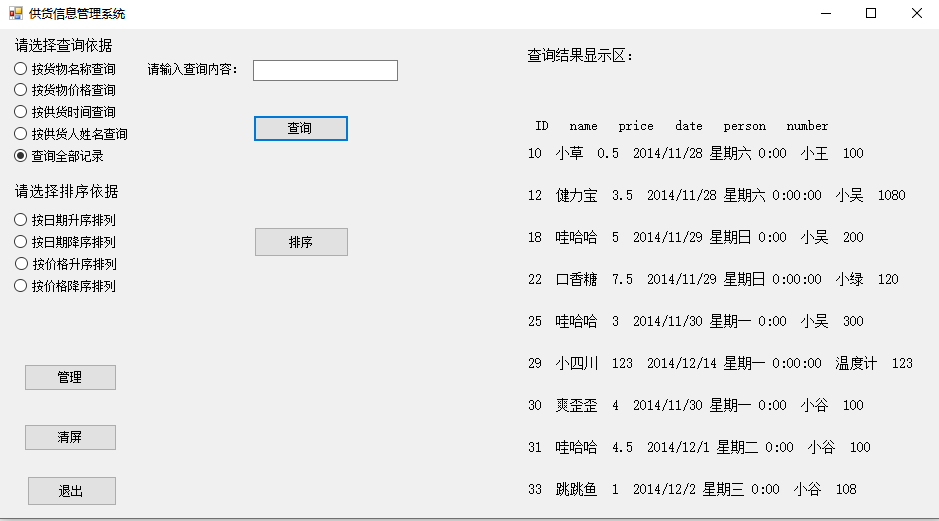 供货信息管理系统
请选择查询依据
按货物名称查询
按货物价格查询
按供货时间查询
按供货人姓名查询
查询全部记录
请输入查询内容：
查询
请选择排序依据
按日期升序排列
按日期降序排列
按价格升序排列
按价格降序排列
排序
管理
清屏
退出
查询结果显示区：
ID name price date person number
10 小草 0.5 2014/11/28 星期六 0:00 小王 100
12 健力宝 3.5 2014/11/28 星期六 0:00:00 小吴 1080
18 哇哈哈 5 2014/11/29 星期日 0:00 小吴 200
22 口香糖 7.5 2014/11/29 星期日 0:00:00 小绿 120
25 哇哈哈 3 2014/11/30 星期一 0:00 小吴 300
29 小四川 123 2014/12/14 星期一 0:00:00 温度计 123
30 爽歪歪 4 2014/11/30 星期一 0:00 小谷 100
31 哇哈哈 4.5 2014/12/1 星期二 0:00 小谷 100
33 跳跳鱼 1 2014/12/2 星期三 0:00 小谷 108